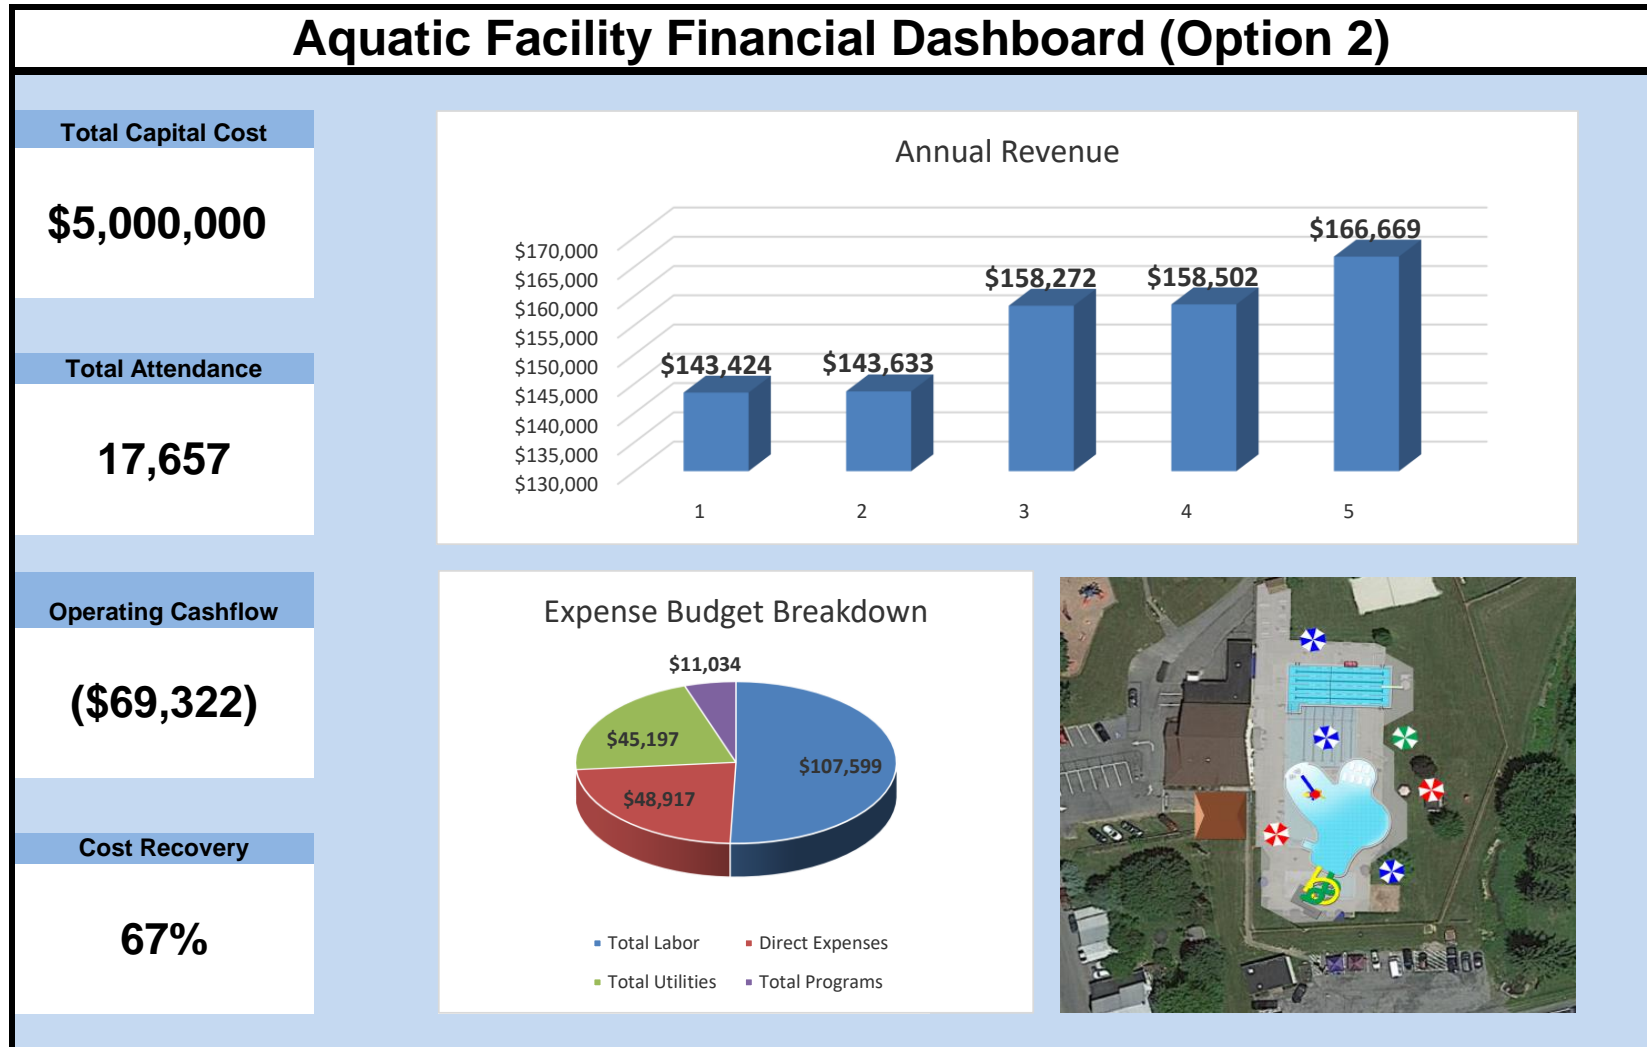 Aquatic Facility Financial Dashboard (Option 2)
Total Capital Cost
$5,000,000
Total Attendance
17,657
Operating Cashflow
($69,322)
Cost Recovery
67%
Annual Revenue
$170,000
$165,000
$160,000
$155,000
$150,000
$145,000
$140,000
$135,000
$130,000
$143,424
$143,633
$158,272
$158,502
$166,669
1 2 3 4 5
Expense Budget Breakdown
$11,034
$45,197
$107,599
$48,917
Total Labor Direct Expenses
Total Utilities Total Programs